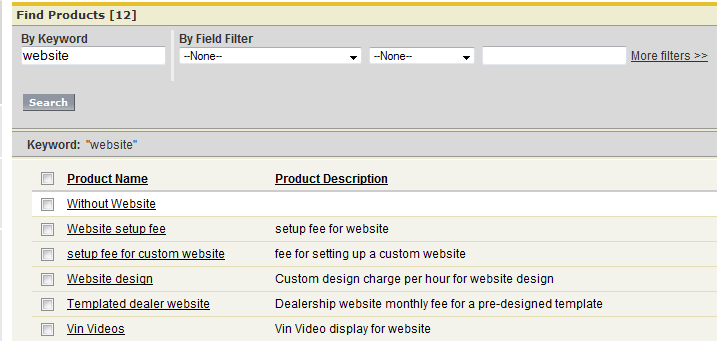 Find Products [12]
By Keyword By Field Filter
website --None-- --None-- More filters >>
Search
Keyword: "website"
Product Name Product Description
Without Website
Website setup fee setup fee for website
setup fee for custom website fee for setting up a custom website
Website design Custom design charge per hour for website design
Templated dealer website Dealership website monthly fee for a pre-designed template
Vin Videos Vin Video display for website